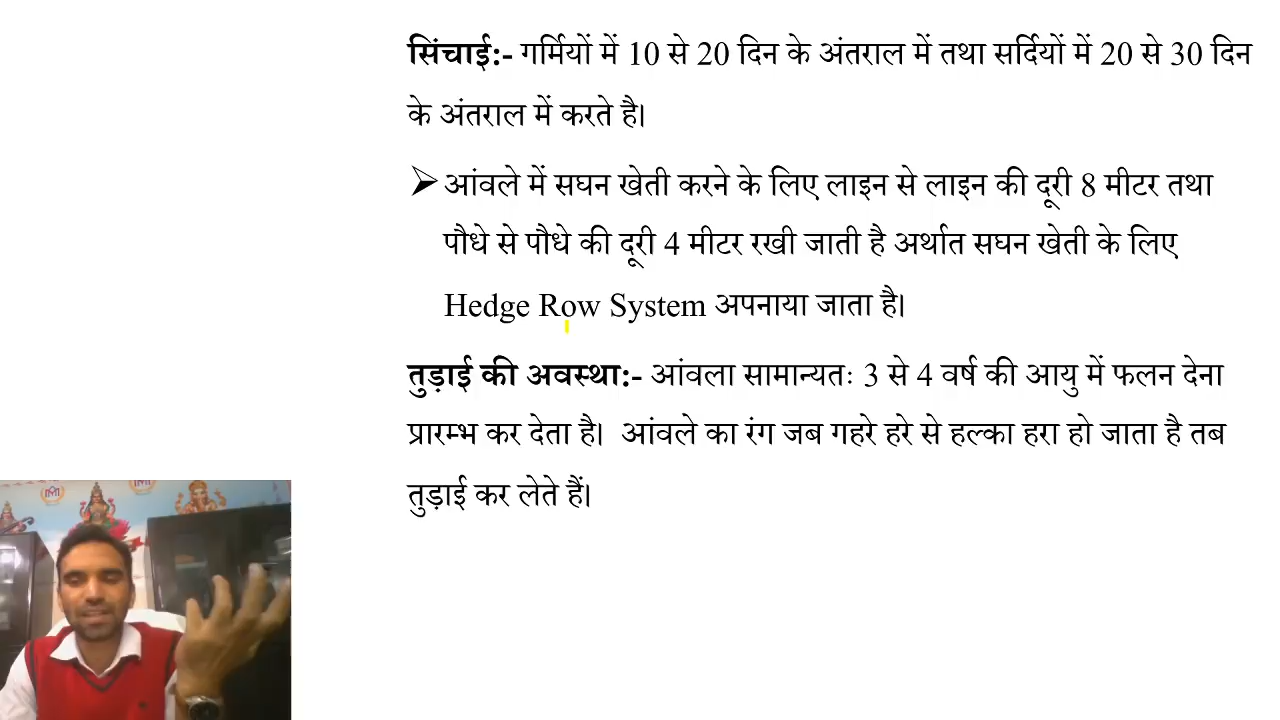 सिंचाई:- गर्मियों में 10 से 20 दिन के अंतराल में तथा सर्दियों में 20 से 30 दिन
के अंतराल में करते है।
➢ आंवले में सघन खेती करने के लिए लाइन से लाइन की दूरी 8 मीटर तथा
पौधे से पौधे की दूरी 4 मीटर रखी जाती है अर्थात सघन खेती के लिए
Hedge Row System अपनाया जाता है।
तुड़ाई की अवस्था:- आंवला सामान्यतः 3 से 4 वर्ष की आयु में फलन देना
प्रारम्भ कर देता है। आंवले का रंग जब गहरे हरे से हल्का हरा हो जाता है तब
तुड़ाई कर लेते हैं।